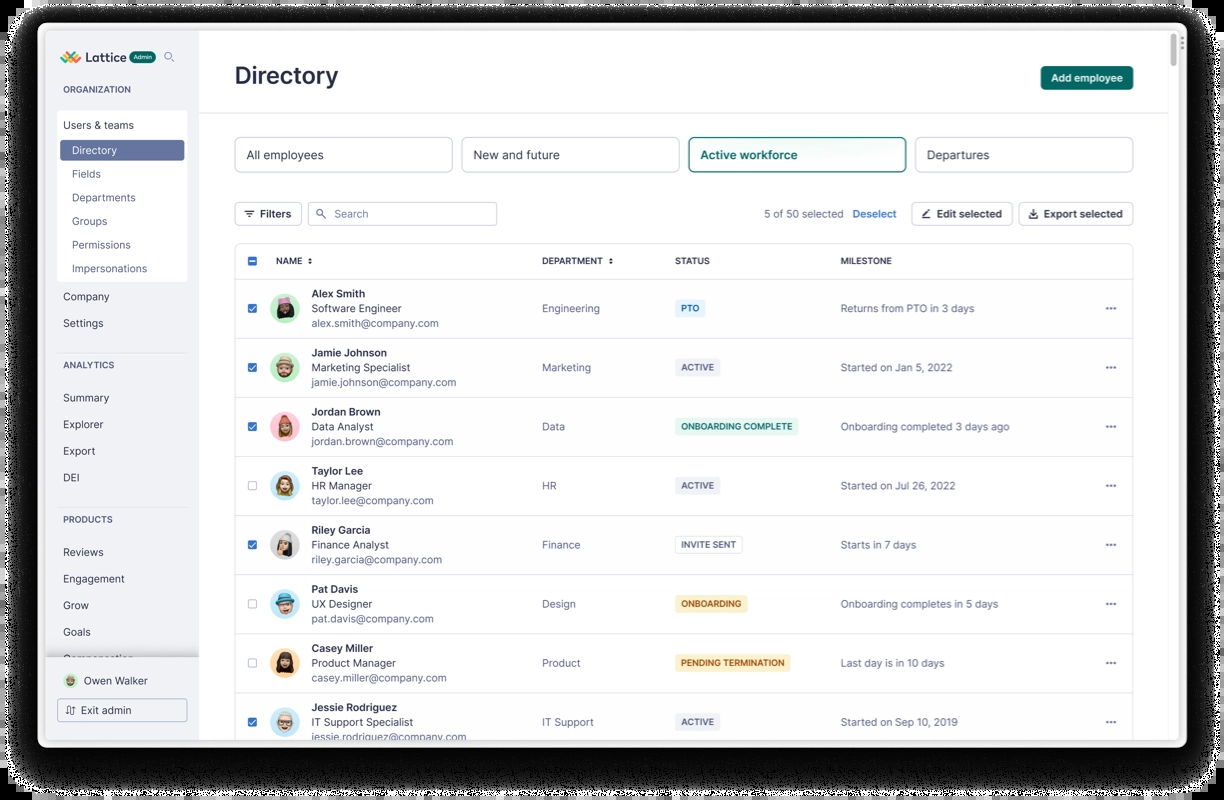 Lattice Admin
ORGANIZATION
Users & teams
Directory
Fields
Departments
Groups
Permissions
Impersonations
Company
Settings
ANALYTICS
Summary
Explorer
Export
DEI
PRODUCTS
Reviews
Engagement
Grow
Goals
Owen Walker
Exit admin
Directory
Add employee
All employees
New and future
Active workforce
Departures
Filters
Search
5 of 50 selected
Deselect
Edit selected
Export selected
NAME DEPARTMENT STATUS MILESTONE
Alex Smith
Software Engineer Engineering PTO Returns from PTO in 3 days
alex.smith@company.com
Jamie Johnson
Marketing Specialist Marketing ACTIVE Started on Jan 5, 2022
jamie.johnson@company.com
Jordan Brown
Data Analyst Data ONBOARDING COMPLETE Onboarding completed 3 days ago
jordan.brown@company.com
Taylor Lee
HR Manager HR ACTIVE Started on Jul 26, 2022
taylor.lee@company.com
Riley Garcia
Finance Analyst Finance INVITE SENT Starts in 7 days
riley.garcia@company.com
Pat Davis
UX Designer Design ONBOARDING Onboarding completes in 5 days
pat.davis@company.com
Casey Miller
Product Manager Product PENDING TERMINATION Last day is in 10 days
casey.miller@company.com
Jessie Rodriguez
IT Support Specialist IT Support ACTIVE Started on Sep 10, 2019
jessie.rodriguez@company.com